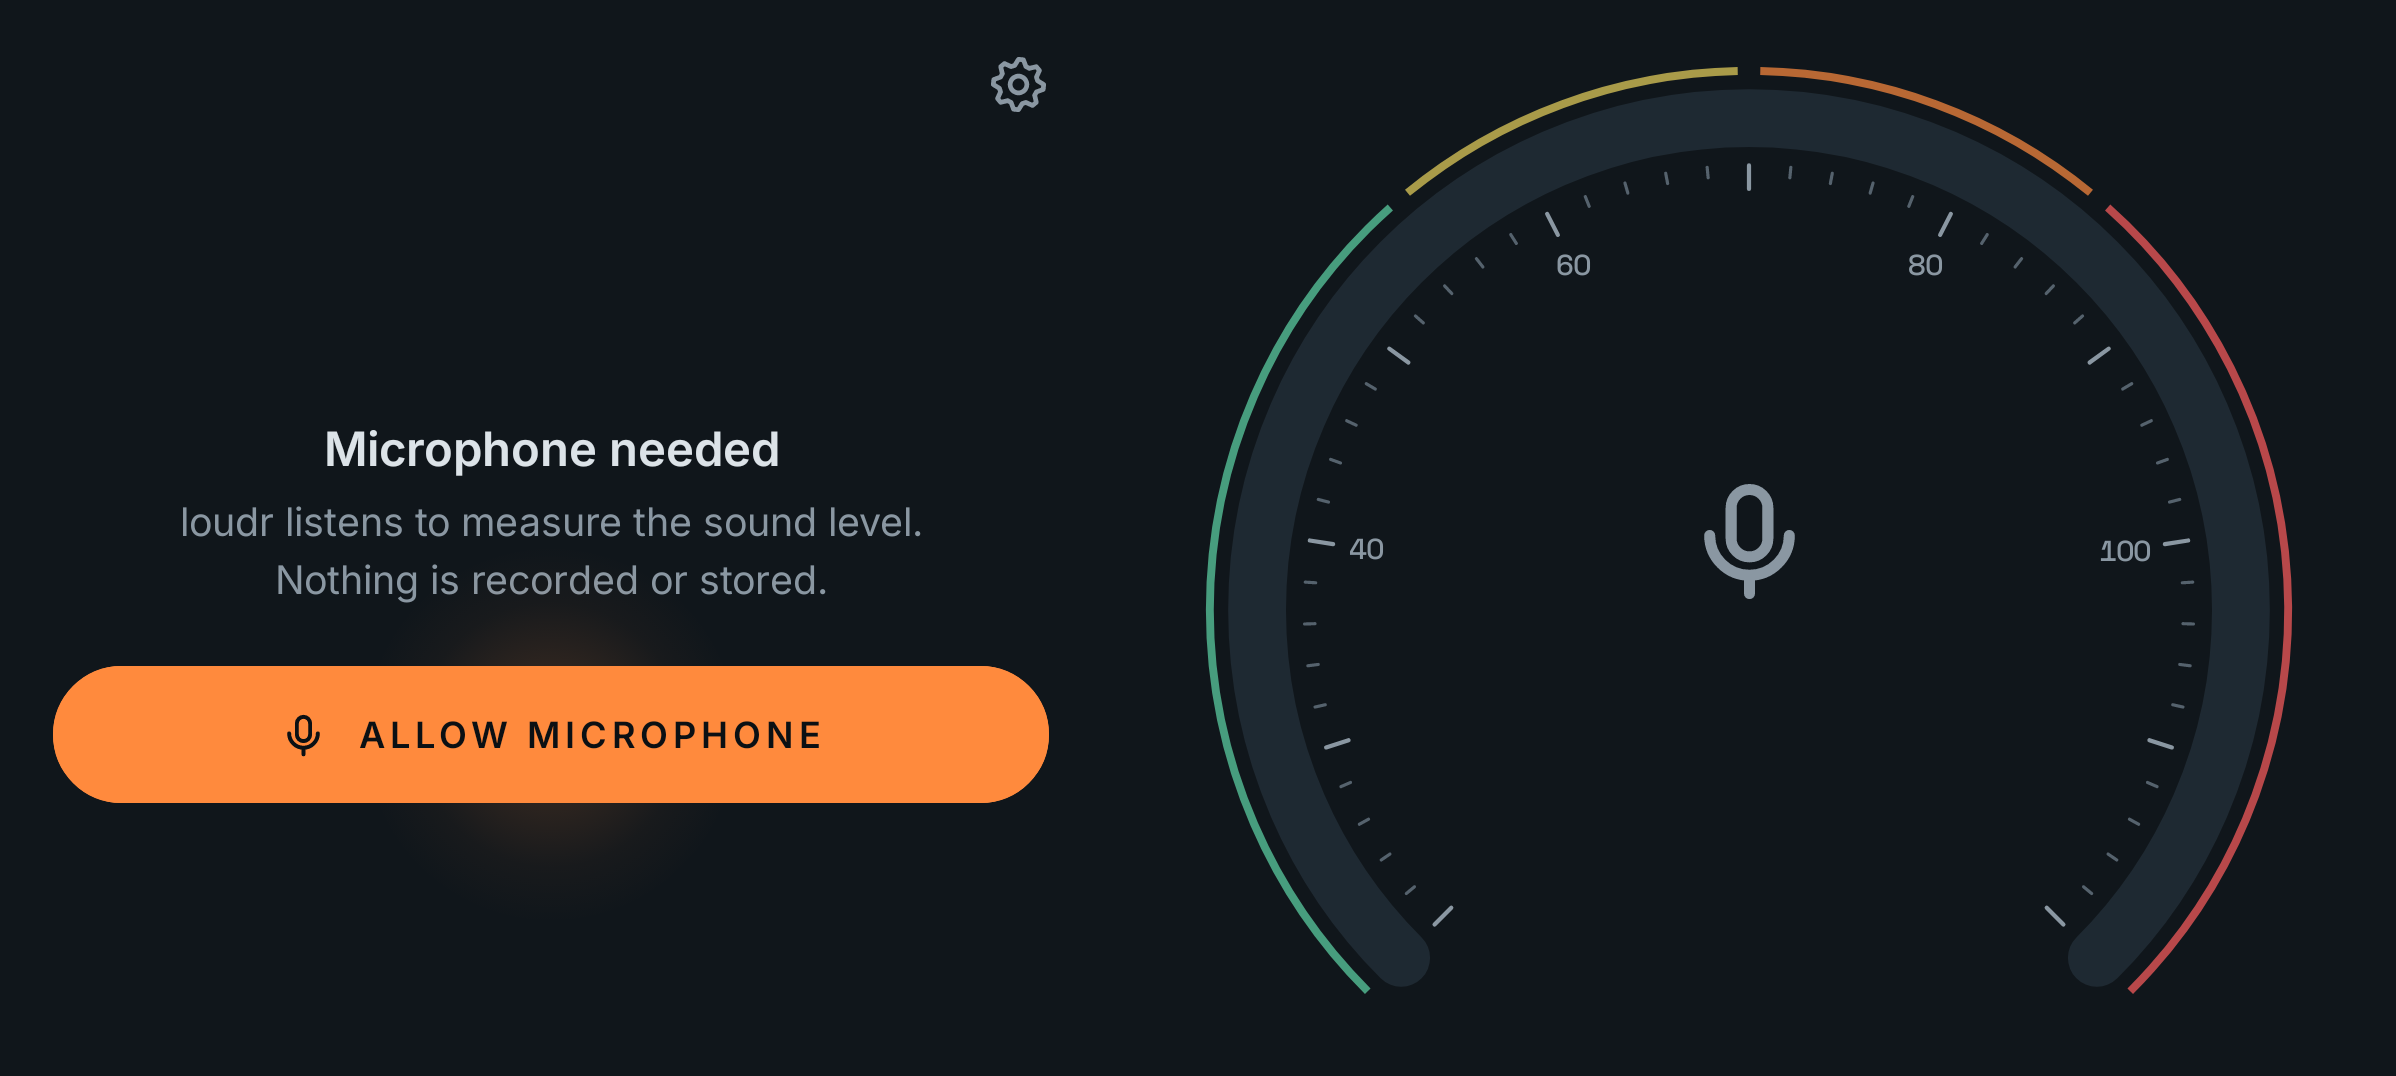 Microphone needed
loudr listens to measure the sound level.
Nothing is recorded or stored.
ALLOW MICROPHONE
60
80
40
100